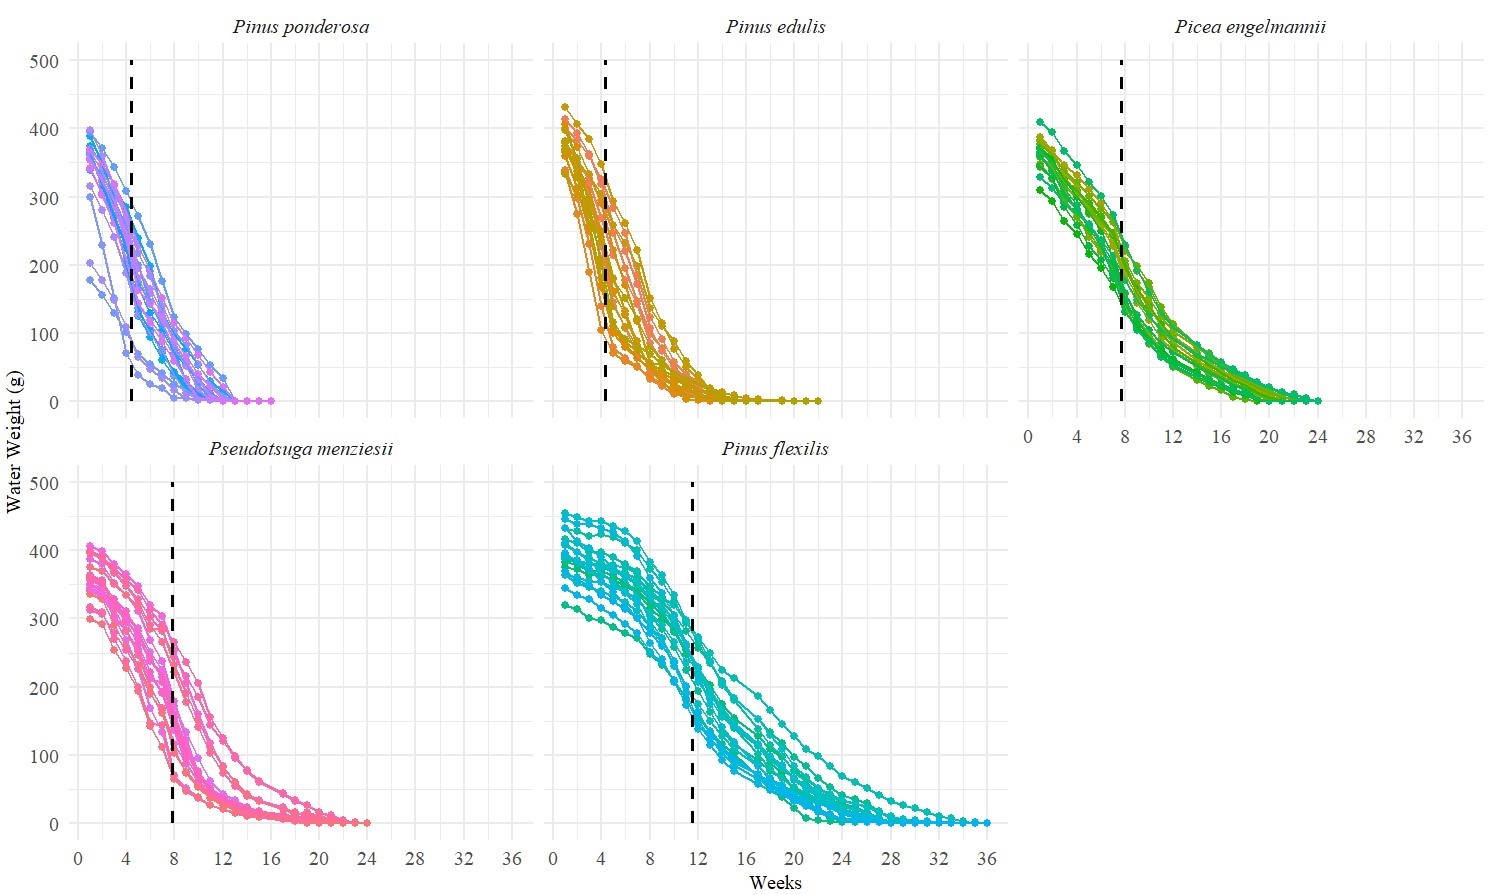 Pinus ponderosa
Pinus edulis
Picea engelmannii
500
400
300
200
100
0
0 4 8 12 16 20 24 28 32 36
Water Weight (g)
Pseudotsuga menziesii
Pinus flexilis
500
400
300
200
100
0
0 4 8 12 16 20 24 28 32 36
0 4 8 12 16 20 24 28 32 36
Weeks